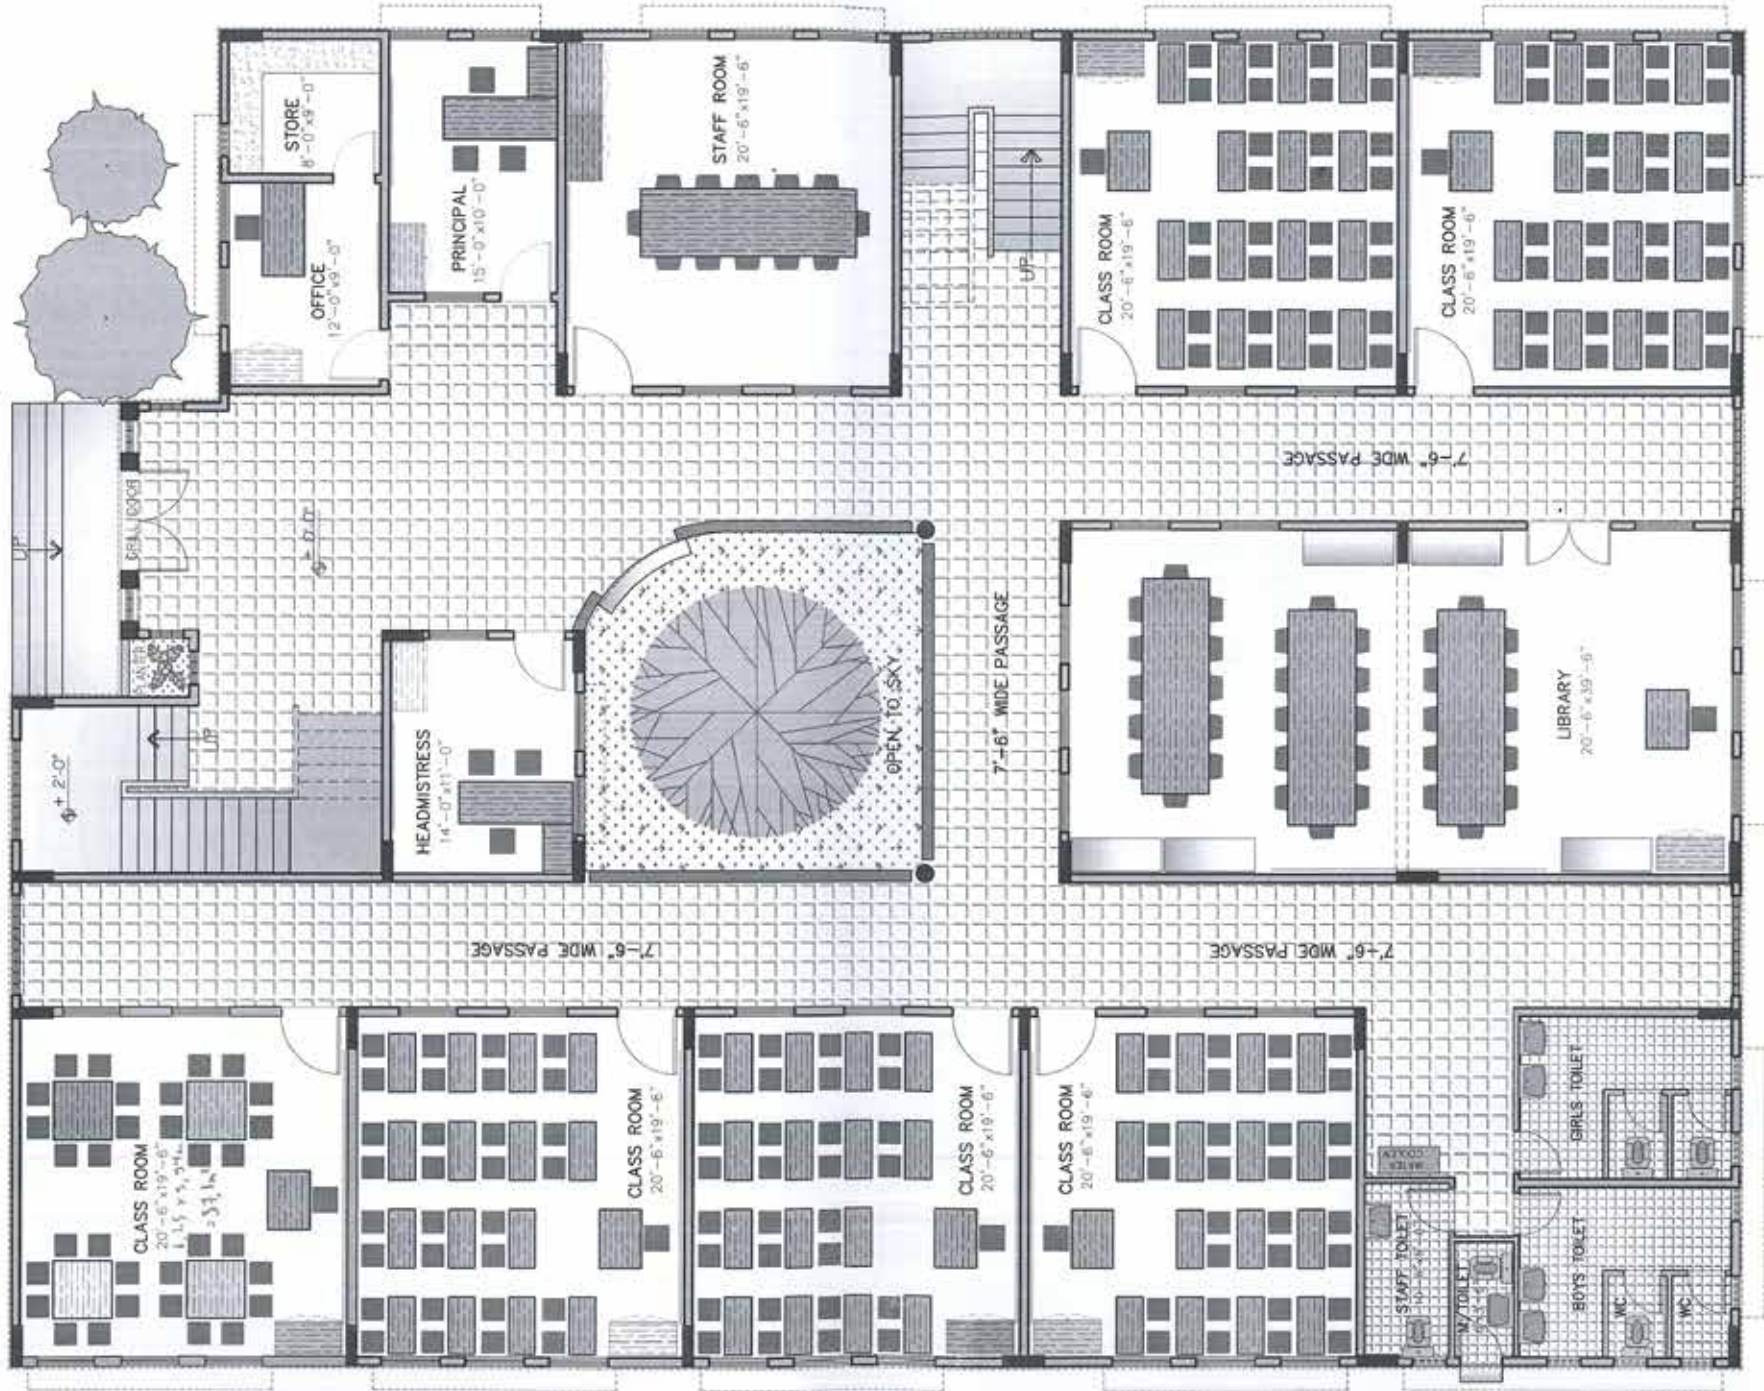 STORE
8'-0"x9'-0"
OFFICE
12'-0"x9'-0"
PRINCIPAL
15'-0"x10'-0"
STAFF ROOM
20'-6"x19'-6"
UP
CLASS ROOM
20'-6"x19'-6"
CLASS ROOM
20'-6"x19'-6"
UP
7'-6" WIDE PASSAGE
PLANTER
UP
+ 2'-0"
HEADMISTRESS
14'-0"x11'-0"
OPEN TO SKY
7'-6" WIDE PASSAGE
LIBRARY
20'-6"x39'-6"
7'-6" WIDE PASSAGE
7'-6" WIDE PASSAGE
CLASS ROOM
20'-6"x19'-6"
CLASS ROOM
20'-6"x19'-6"
CLASS ROOM
20'-6"x19'-6"
CLASS ROOM
20'-6"x19'-6"
WATER
COOLER
GIRLS TOILET
STAFF TOILET
BOYS TOILET
WC
WC